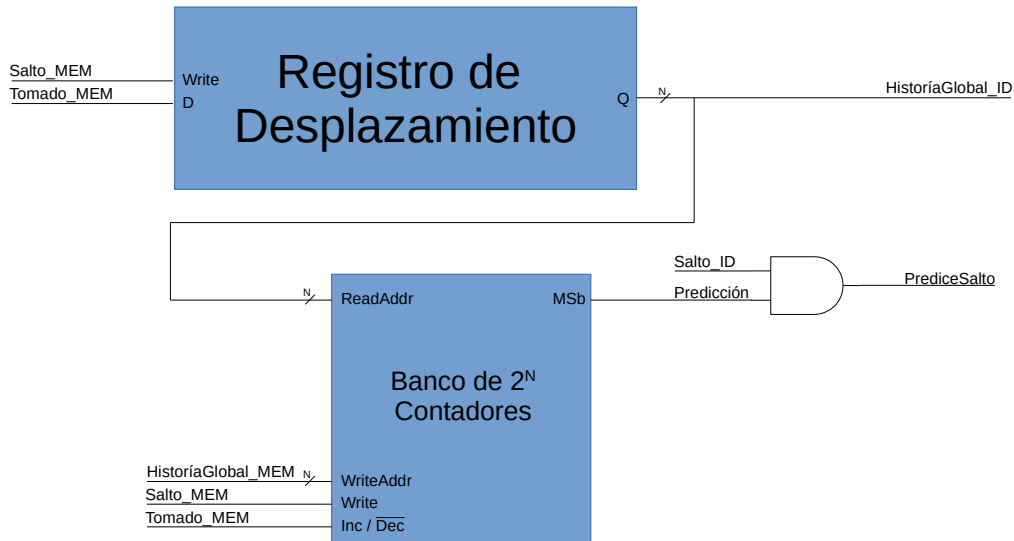 Salto_MEM
Tomado_MEM
Write
D
Registro de
Desplazamiento
Q
N
HistoríaGlobal_ID
N
ReadAddr
MSb
Salto_ID
Predicción
PrediceSalto
Banco de 2ᴺ
Contadores
HistoríaGlobal_MEM
N
Salto_MEM
Tomado_MEM
WriteAddr
Write
Inc / D̅e̅c̅